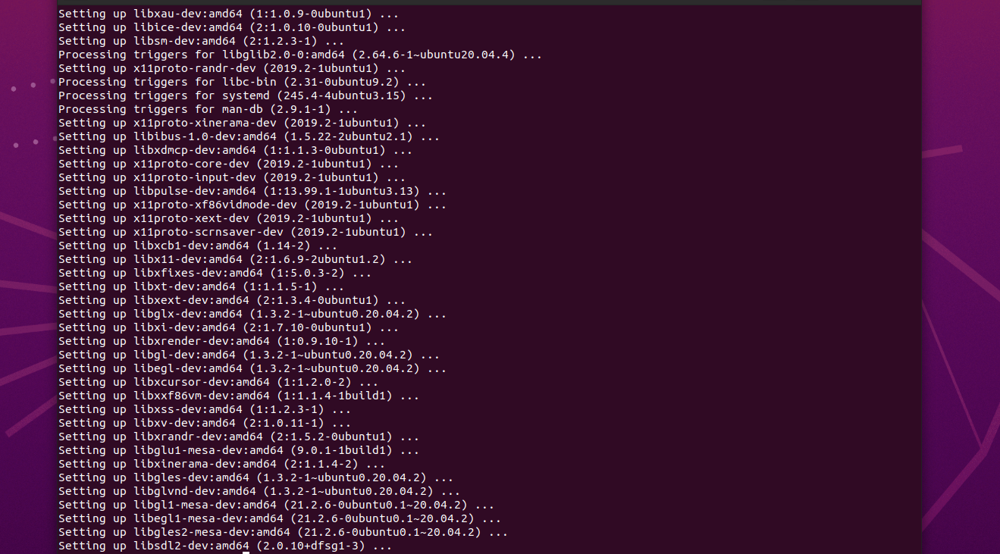 Setting up libxau-dev:amd64 (1:1.0.9-0ubuntu1) ...
Setting up libice-dev:amd64 (2:1.0.10-0ubuntu1) ...
Setting up libsm-dev:amd64 (2:1.2.3-1) ...
Processing triggers for libglib2.0-0:amd64 (2.64.6-1~ubuntu20.04.4) ...
Setting up x11proto-randr-dev (2019.2-1ubuntu1) ...
Processing triggers for libc-bin (2.31-0ubuntu9.2) ...
Processing triggers for systemd (245.4-4ubuntu3.15) ...
Processing triggers for man-db (2.9.1-1) ...
Setting up x11proto-xinerama-dev (2019.2-1ubuntu1) ...
Setting up libibus-1.0-dev:amd64 (1.5.22-2ubuntu2.1) ...
Setting up libxdmcp-dev:amd64 (1:1.1.3-0ubuntu1) ...
Setting up x11proto-core-dev (2019.2-1ubuntu1) ...
Setting up x11proto-input-dev (2019.2-1ubuntu1) ...
Setting up libpulse-dev:amd64 (1:13.99.1-1ubuntu3.13) ...
Setting up x11proto-xf86vidmode-dev (2019.2-1ubuntu1) ...
Setting up x11proto-xext-dev (2019.2-1ubuntu1) ...
Setting up x11proto-scrnsaver-dev (2019.2-1ubuntu1) ...
Setting up libxcb1-dev:amd64 (1.14-2) ...
Setting up libx11-dev:amd64 (2:1.6.9-2ubuntu1.2) ...
Setting up libxfixes-dev:amd64 (1:5.0.3-2) ...
Setting up libxt-dev:amd64 (1:1.1.5-1) ...
Setting up libxext-dev:amd64 (2:1.3.4-0ubuntu1) ...
Setting up libglx-dev:amd64 (1.3.2-1~ubuntu0.20.04.2) ...
Setting up libxi-dev:amd64 (2:1.7.10-0ubuntu1) ...
Setting up libxrender-dev:amd64 (1:0.9.10-1) ...
Setting up libgl-dev:amd64 (1.3.2-1~ubuntu0.20.04.2) ...
Setting up libegl-dev:amd64 (1.3.2-1~ubuntu0.20.04.2) ...
Setting up libxcursor-dev:amd64 (1:1.2.0-2) ...
Setting up libxxf86vm-dev:amd64 (1:1.1.4-1build1) ...
Setting up libxss-dev:amd64 (1:1.2.3-1) ...
Setting up libxv-dev:amd64 (2:1.0.11-1) ...
Setting up libxrandr-dev:amd64 (2:1.5.2-0ubuntu1) ...
Setting up libglu1-mesa-dev:amd64 (9.0.1-1build1) ...
Setting up libxinerama-dev:amd64 (2:1.1.4-2) ...
Setting up libgles-dev:amd64 (1.3.2-1~ubuntu0.20.04.2) ...
Setting up libglvnd-dev:amd64 (1.3.2-1~ubuntu0.20.04.2) ...
Setting up libgl1-mesa-dev:amd64 (21.2.6-0ubuntu0.1~20.04.2) ...
Setting up libegl1-mesa-dev:amd64 (21.2.6-0ubuntu0.1~20.04.2) ...
Setting up libgles2-mesa-dev:amd64 (21.2.6-0ubuntu0.1~20.04.2) ...
Setting up libsdl2-dev:amd64 (2.0.10+dfsg1-3) ...